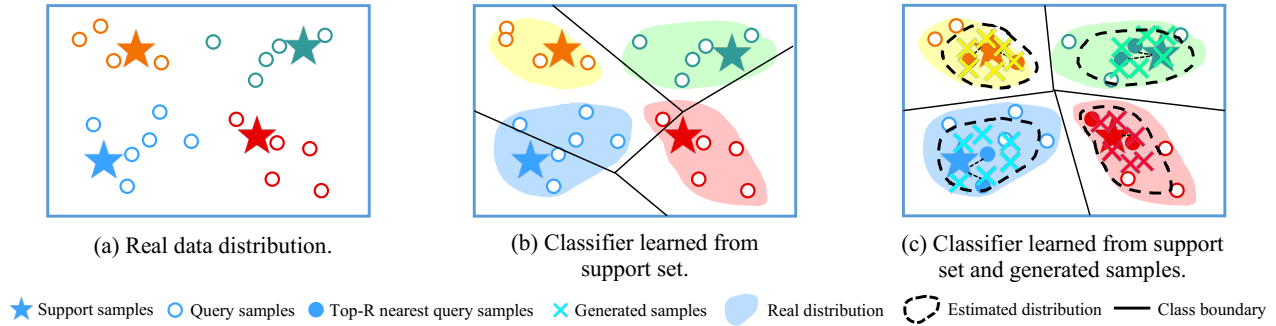 (a) Real data distribution.
(b) Classifier learned from
support set.
(c) Classifier learned from support
set and generated samples.
Support samples
Query samples
Top-R nearest query samples
Generated samples
Real distribution
Estimated distribution
Class boundary